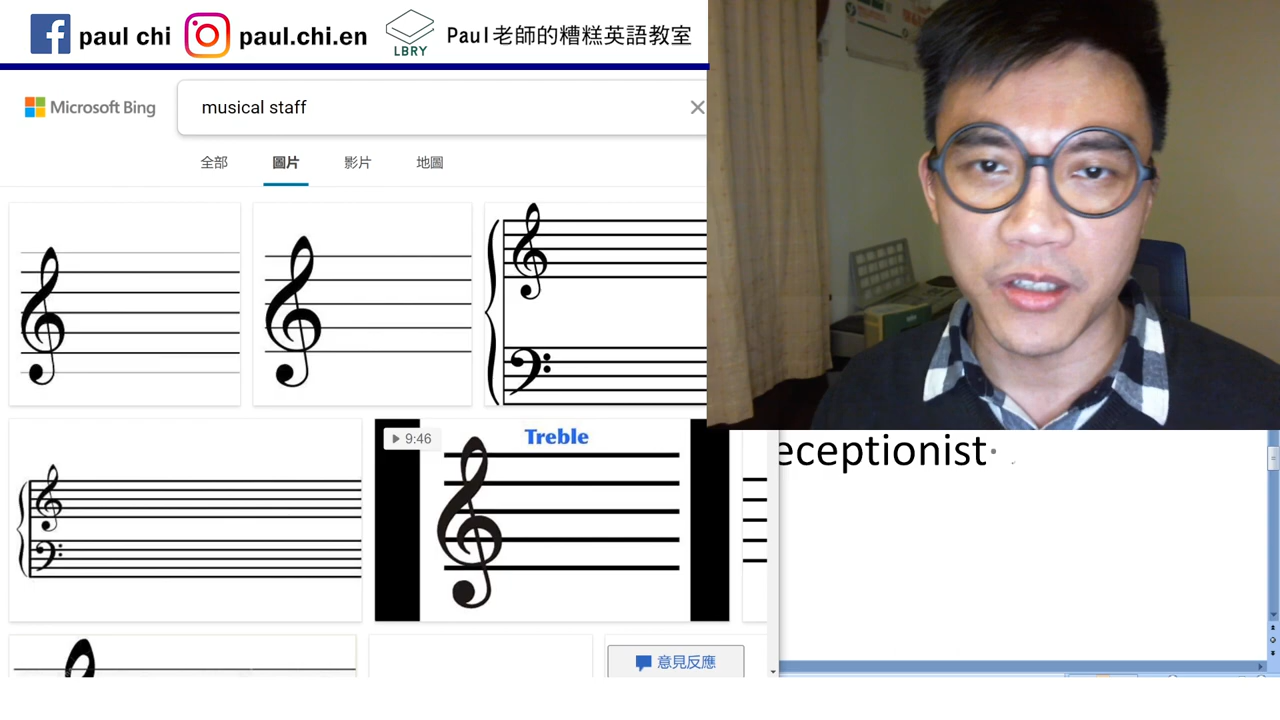 paul chi
paul.chi.en
LBRY
Paul老師的糟糕英語教室
Microsoft Bing
musical staff
全部
圖片
影片
地圖
9:46
Treble
eceptionist
意見反應